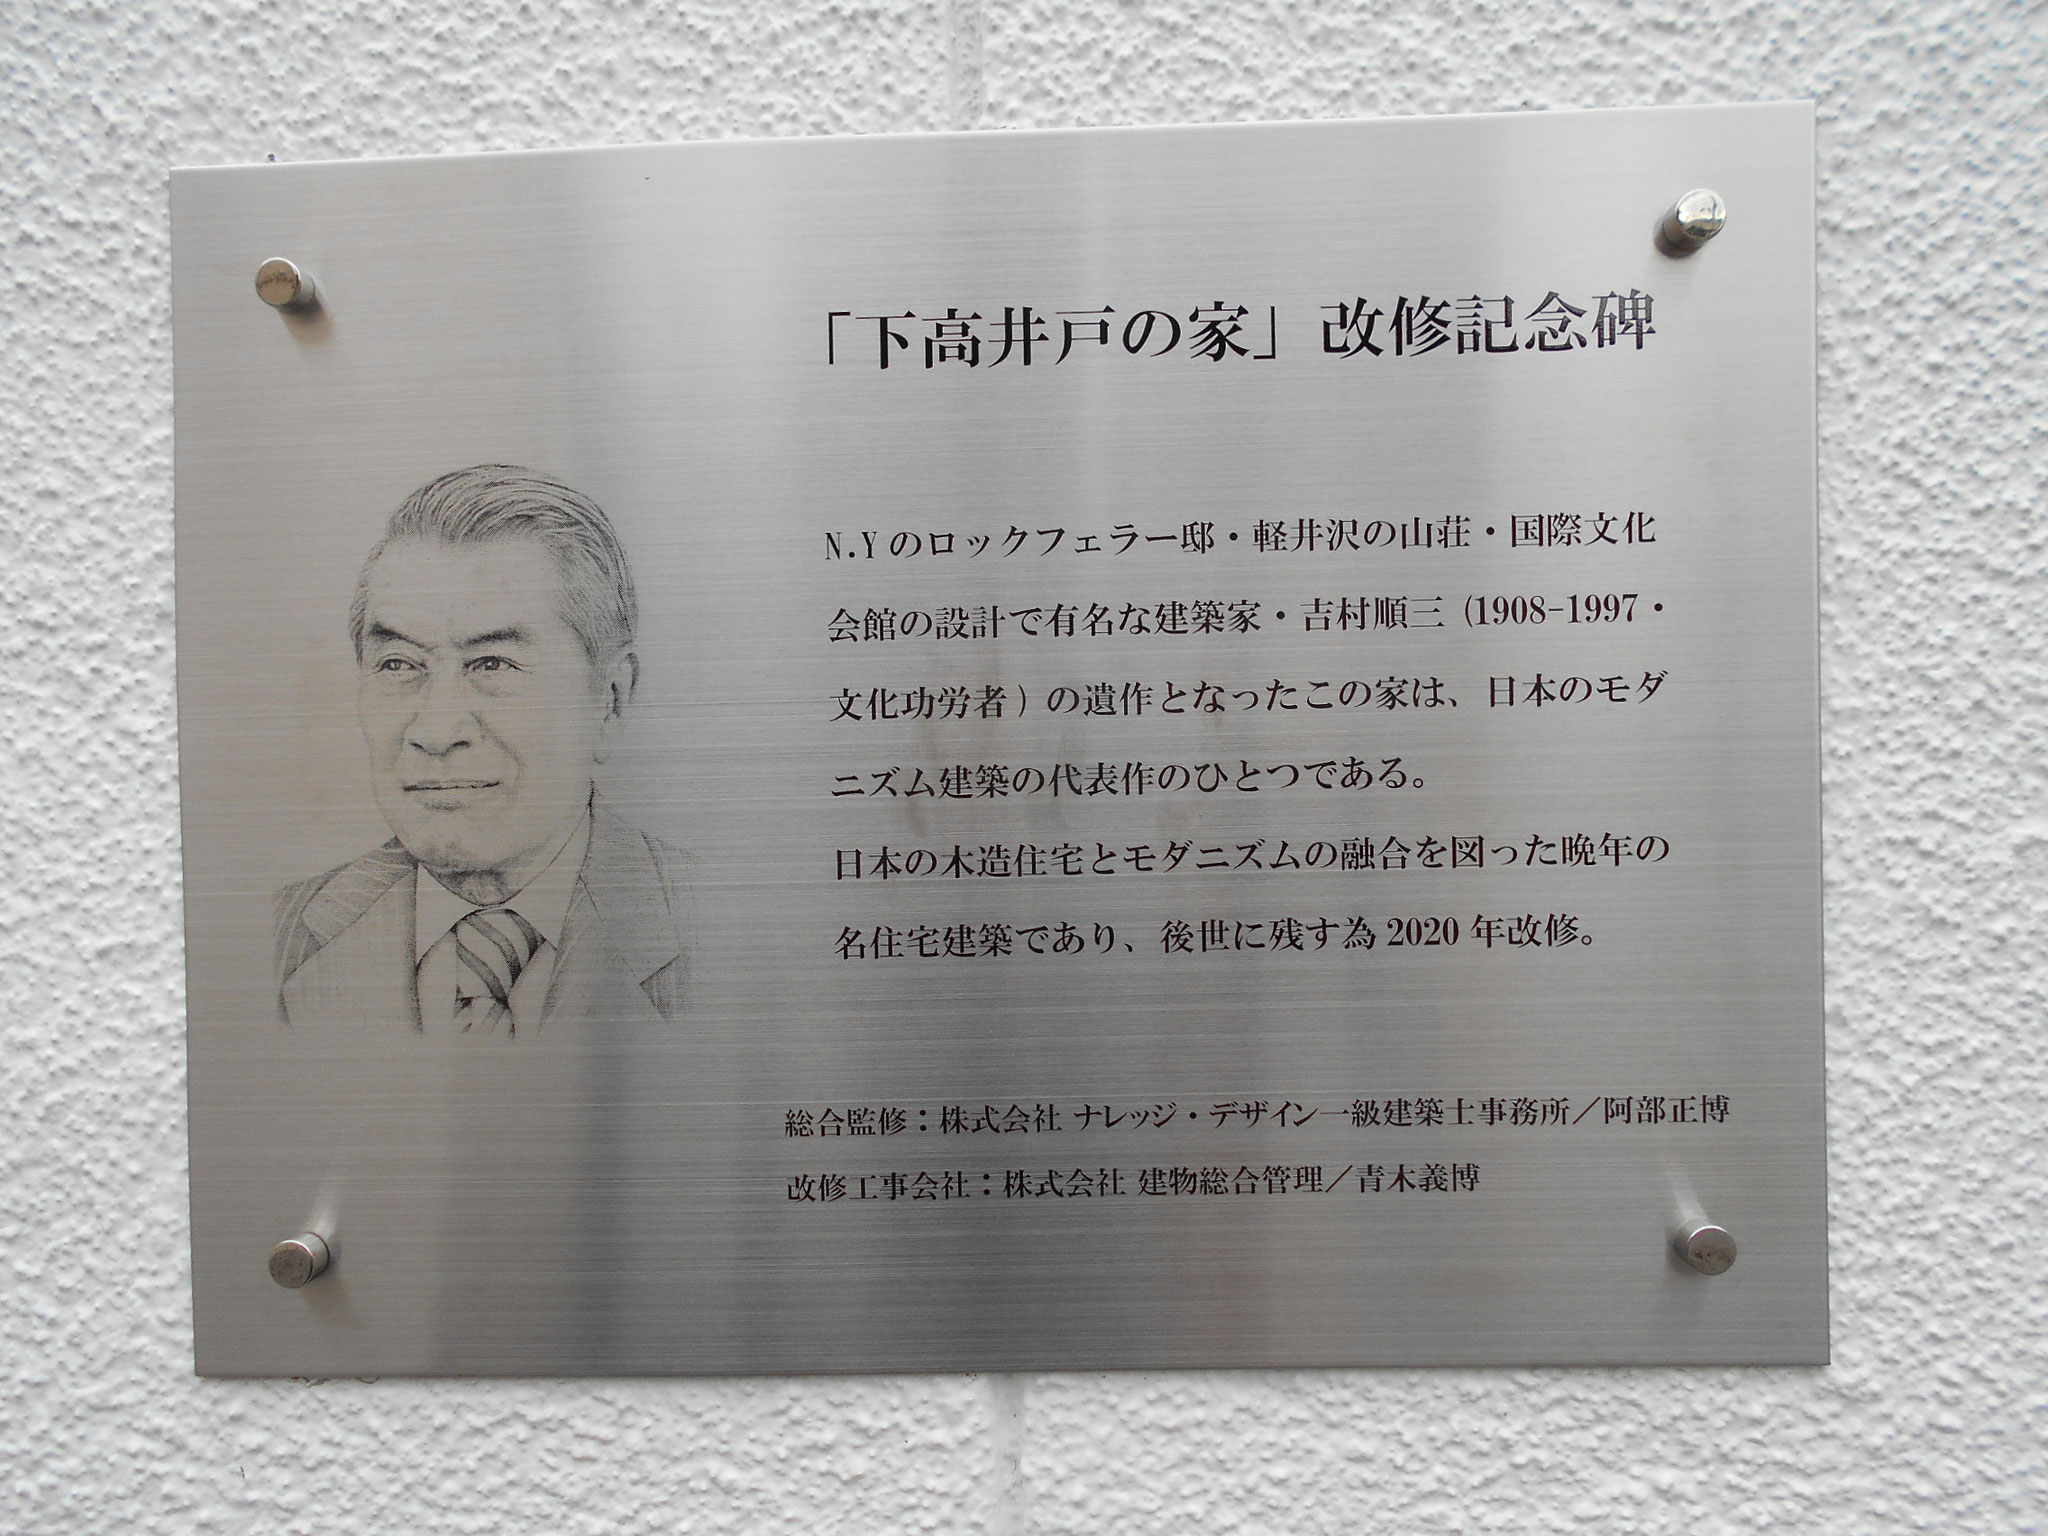 「下高井戸の家」改修記念碑
N.Yのロックフェラー邸・軽井沢の山荘・国際文化
会館の設計で有名な建築家・吉村順三 (1908-1997・
文化功労者) の遺作となったこの家は、日本のモダ
ニズム建築の代表作のひとつである。
日本の木造住宅とモダニズムの融合を図った晩年の
名住宅建築であり、後世に残す為 2020 年改修。
総合監修：株式会社 ナレッジ・デザイン一級建築士事務所／阿部正博
改修工事会社：株式会社 建物総合管理／青木義博